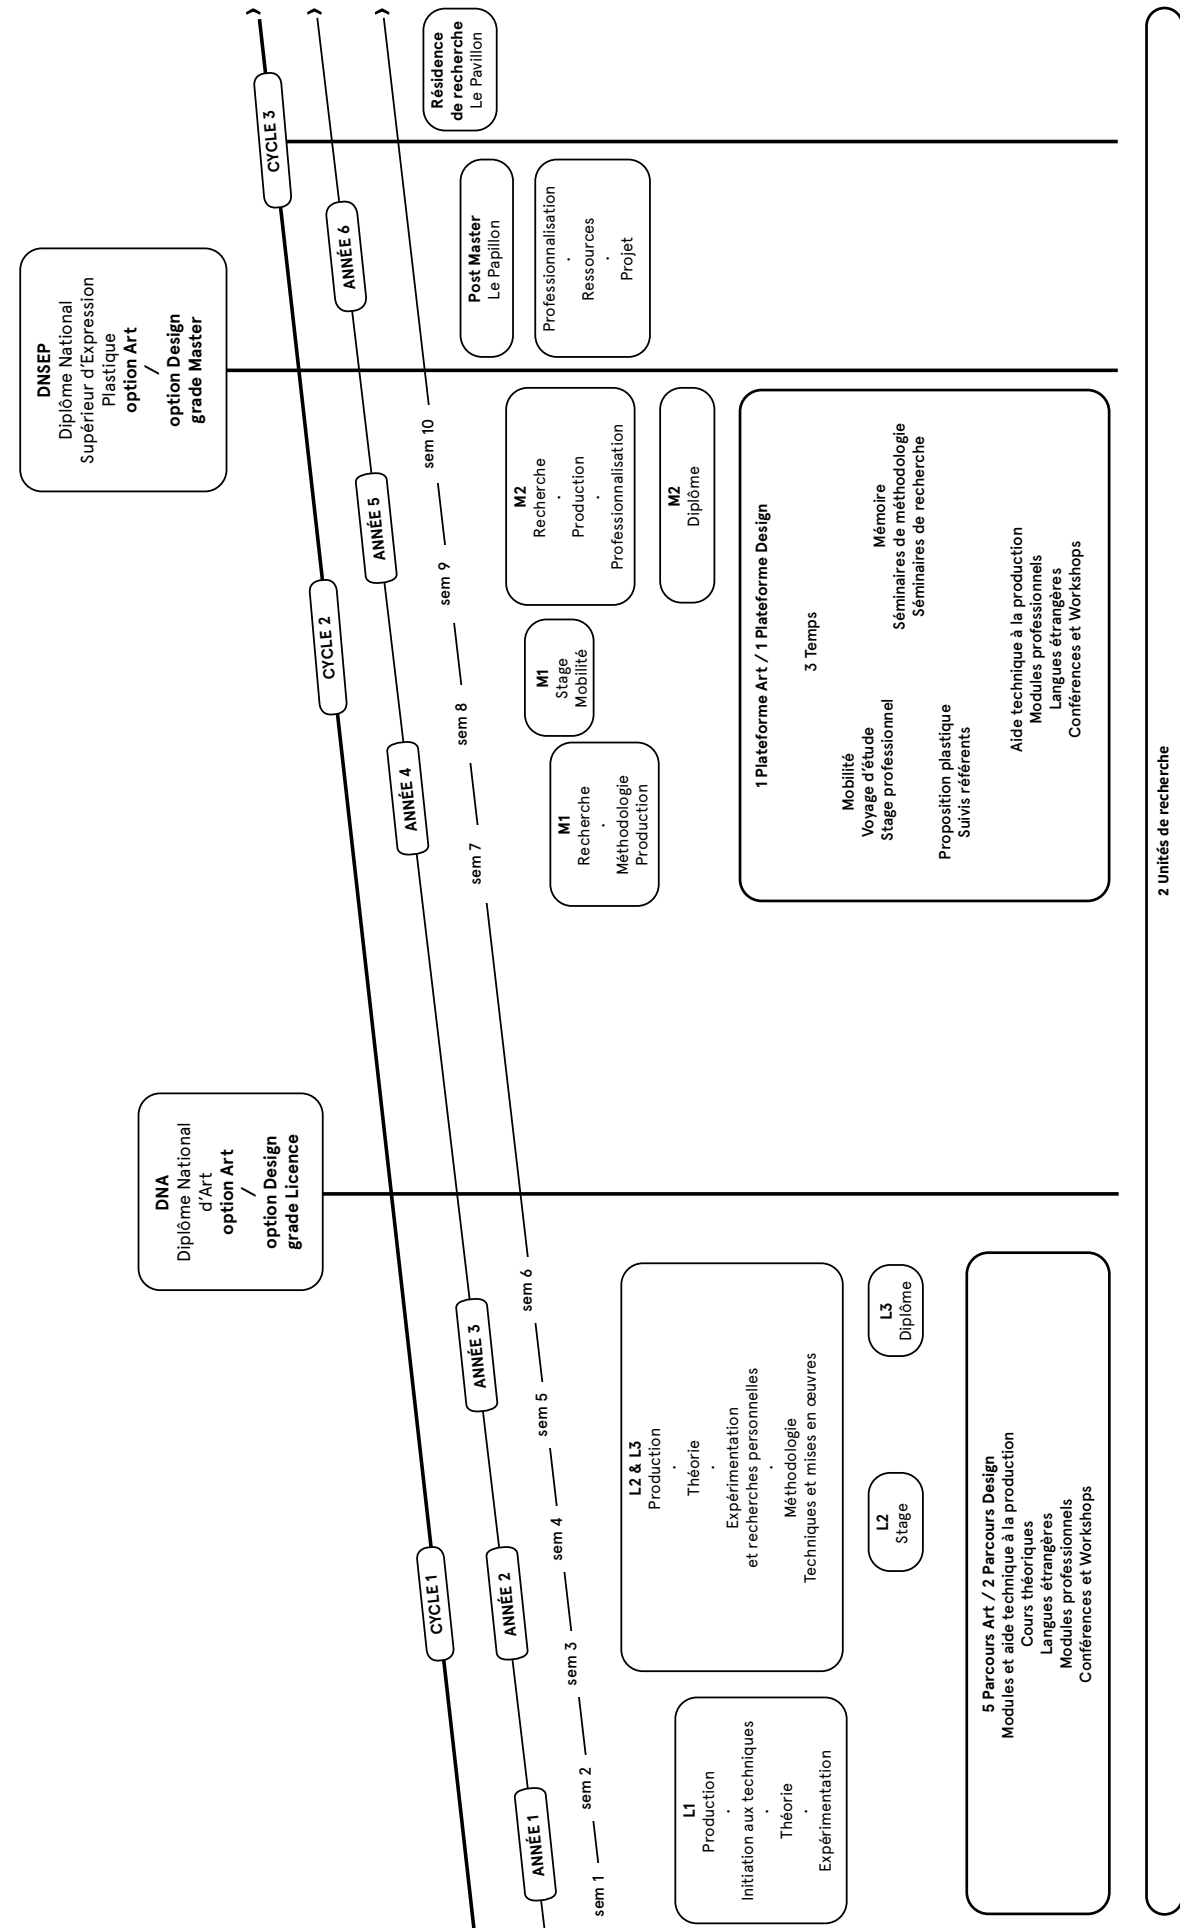 DNSEP
Diplôme National
Supérieur d'Expression
Plastique
option Art
/
option Design
grade Master
DNA
Diplôme National
d'Art
option Art
/
option Design
grade Licence
CYCLE 1
CYCLE 2
CYCLE 3
ANNÉE 1
ANNÉE 2
ANNÉE 3
ANNÉE 4
ANNÉE 5
ANNÉE 6
sem 1
sem 2
sem 3
sem 4
sem 5
sem 6
sem 7
sem 8
sem 9
sem 10
L1
Production
·
Initiation aux techniques
·
Théorie
·
Expérimentation
L2 & L3
Production
·
Théorie
·
Expérimentation
et recherches personnelles
·
Méthodologie
Techniques et mises en œuvres
L2
Stage
L3
Diplôme
M1
Recherche
·
Méthodologie
Production
M1
Stage
Mobilité
M2
Recherche
·
Production
·
Professionnalisation
M2
Diplôme
Post Master
Le Papillon
Professionnalisation
·
Ressources
·
Projet
Résidence
de recherche
Le Pavillon
5 Parcours Art / 2 Parcours Design
Modules et aide technique à la production
Cours théoriques
Langues étrangères
Modules professionnels
Conférences et Workshops
1 Plateforme Art / 1 Plateforme Design
3 Temps
Mobilité
Voyage d'étude
Stage professionnel
Mémoire
Séminaires de méthodologie
Séminaires de recherche
Proposition plastique
Suivis référents
Aide technique à la production
Modules professionnels
Langues étrangères
Conférences et Workshops
2 Unités de recherche